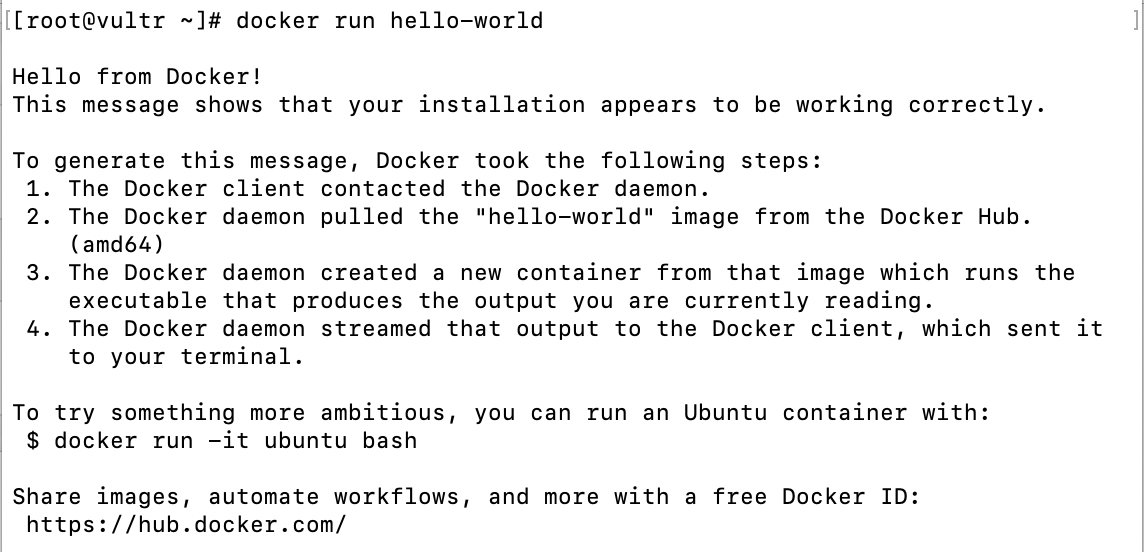 [[root@vultr ~]# docker run hello-world ]
Hello from Docker!
This message shows that your installation appears to be working correctly.
To generate this message, Docker took the following steps:
1. The Docker client contacted the Docker daemon.
2. The Docker daemon pulled the "hello-world" image from the Docker Hub.
(amd64)
3. The Docker daemon created a new container from that image which runs the
executable that produces the output you are currently reading.
4. The Docker daemon streamed that output to the Docker client, which sent it
to your terminal.
To try something more ambitious, you can run an Ubuntu container with:
$ docker run -it ubuntu bash
Share images, automate workflows, and more with a free Docker ID:
https://hub.docker.com/